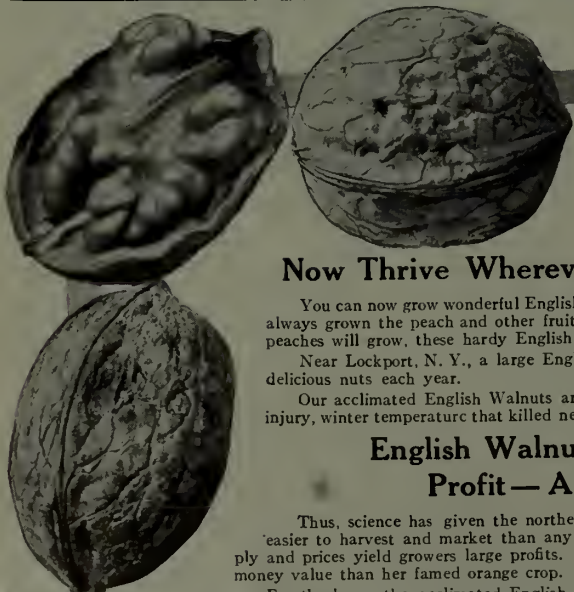 Now Thrive Wherev
You can now grow wonderful English
always grown the peach and other fruit
peaches will grow, these hardy English
Near Lockport, N. Y., a large Eng
delicious nuts each year.
Our acclimated English Walnuts ar
injury, winter temperature that killed ne
English Walnu
Profit — A
Thus, science has given the northe
easier to harvest and market than any
ply and prices yield growers large profits.
money value than her famed orange crop.